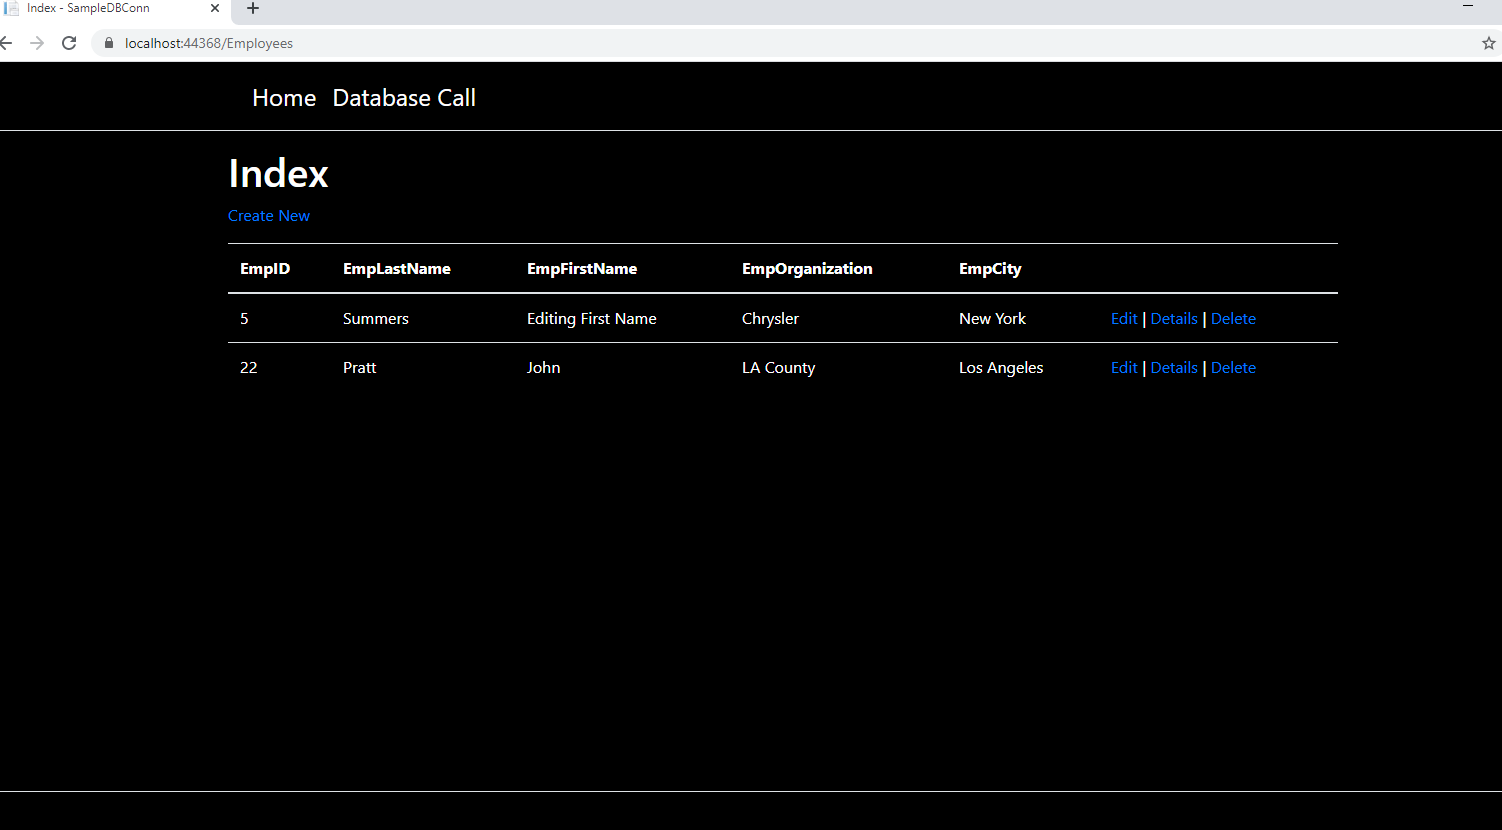 Index - SampleDBConn
localhost:44368/Employees
Home Database Call
Index
Create New
EmpID EmpLastName EmpFirstName EmpOrganization EmpCity
5 Summers Editing First Name Chrysler New York Edit | Details | Delete
22 Pratt John LA County Los Angeles Edit | Details | Delete